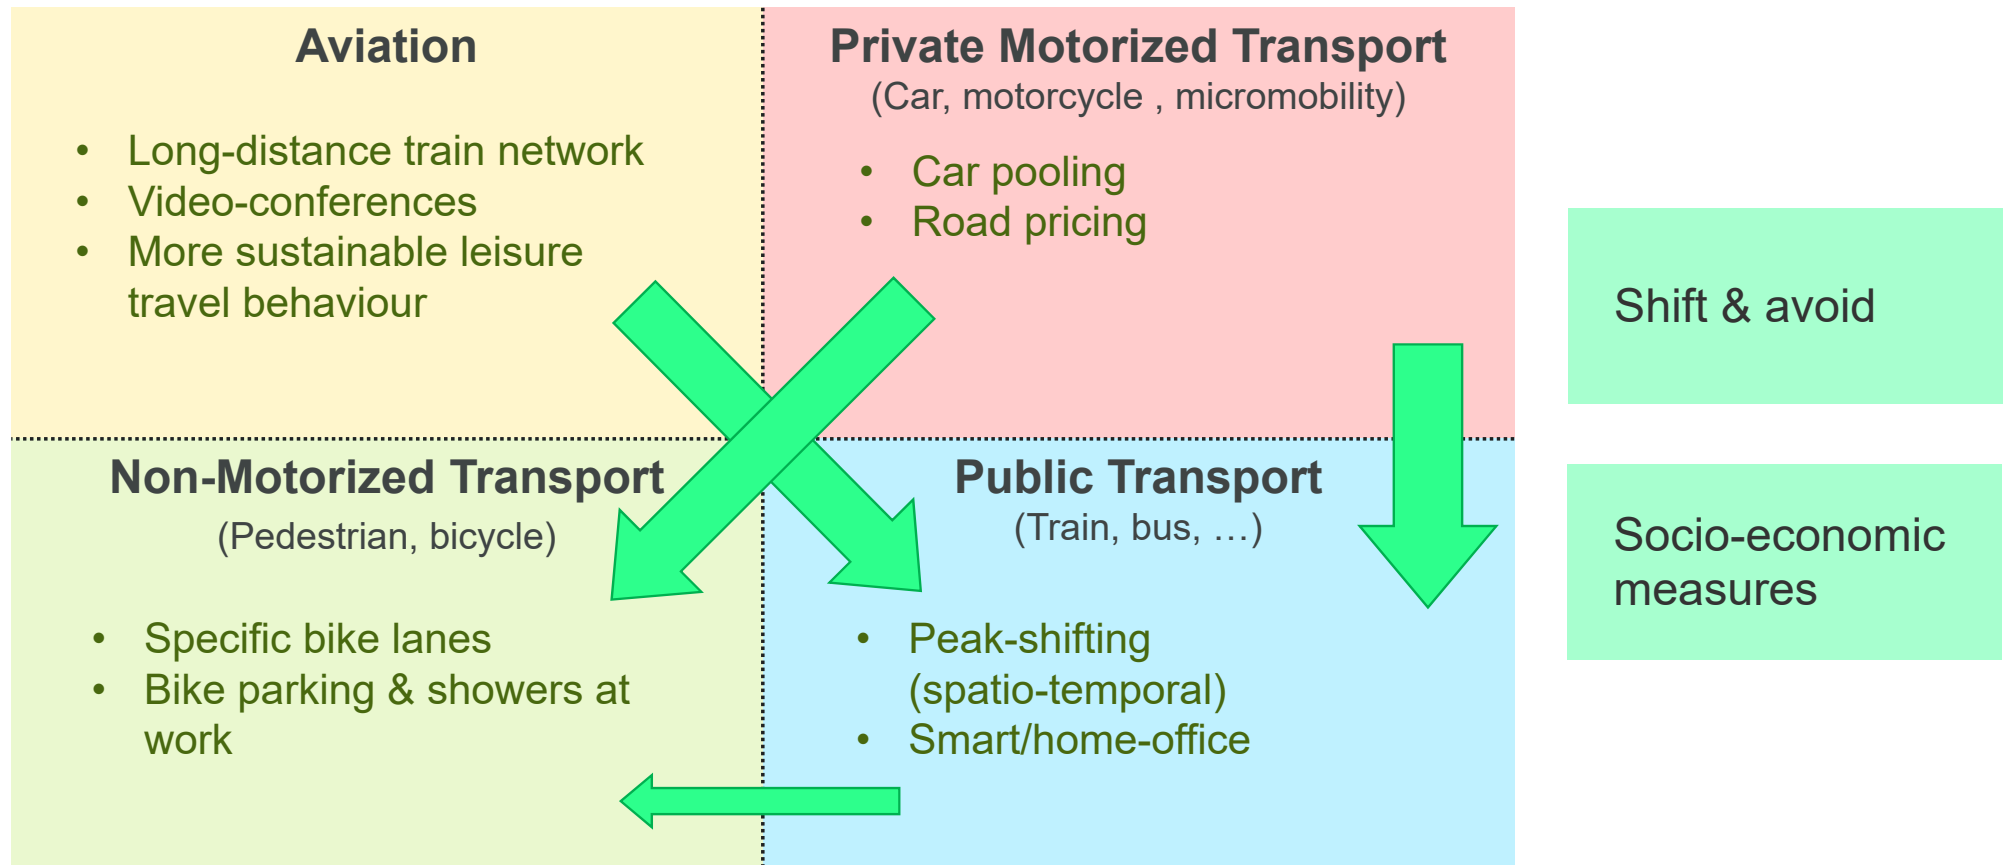 Aviation
• Long-distance train network
• Video-conferences
• More sustainable leisure
travel behaviour
Private Motorized Transport
(Car, motorcycle , micromobility)
• Car pooling
• Road pricing
Non-Motorized Transport
(Pedestrian, bicycle)
• Specific bike lanes
• Bike parking & showers at
work
Public Transport
(Train, bus, …)
• Peak-shifting
(spatio-temporal)
• Smart/home-office
Shift & avoid
Socio-economic
measures